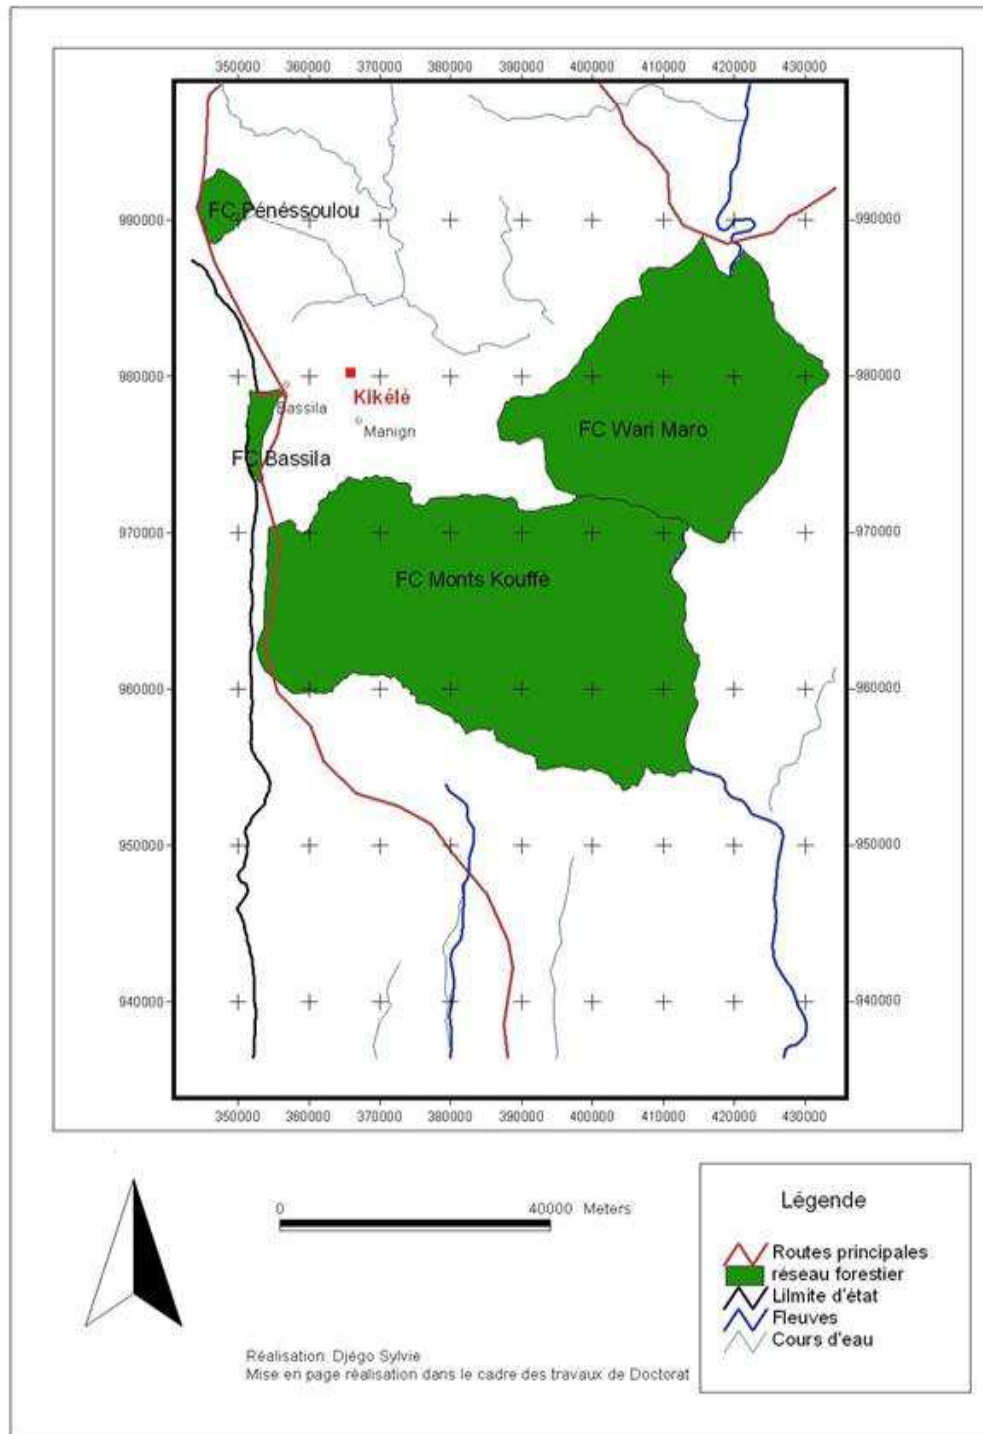 350000 360000 370000 380000 390000 400000 410000 420000 430000
990000 990000
FC Pénéssoulou
980000 980000
Kikélé
Bassila
Manigri
FC Wari Maro
FC Bassila
970000 970000
FC Monts Kouffé
960000 960000
950000 950000
940000 940000
350000 360000 370000 380000 390000 400000 410000 420000 430000
0 40000 Meters
Légende
Routes principales
réseau forestier
Lilmite d'état
Fleuves
Cours d'eau
Réalisation: Djégo Sylvie
Mise en page réalisation dans le cadre des travaux de Doctorat